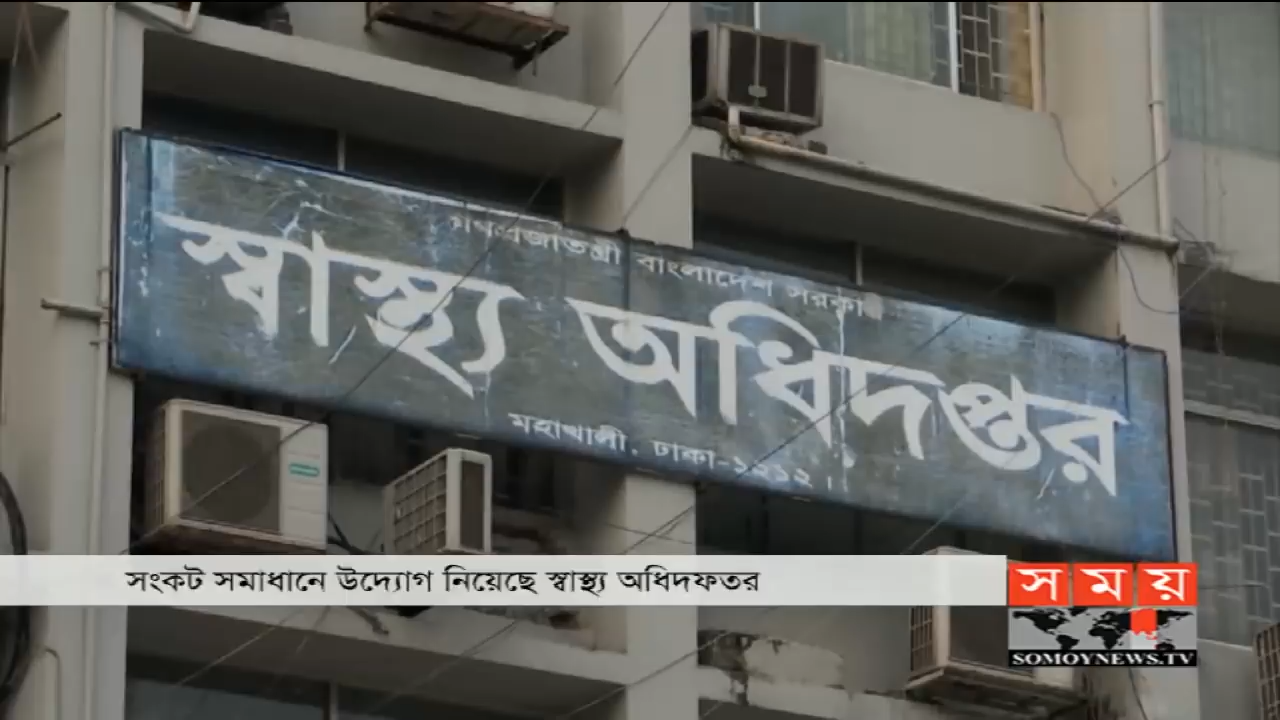 গণপ্রজাতন্ত্রী বাংলাদেশ সরকার
স্বাস্থ্য অধিদপ্তর
মহাখালী, ঢাকা-১২১২।
সংকট সমাধানে উদ্যোগ নিয়েছে স্বাস্থ্য অধিদফতর
সময়
SOMOYNEWS.TV